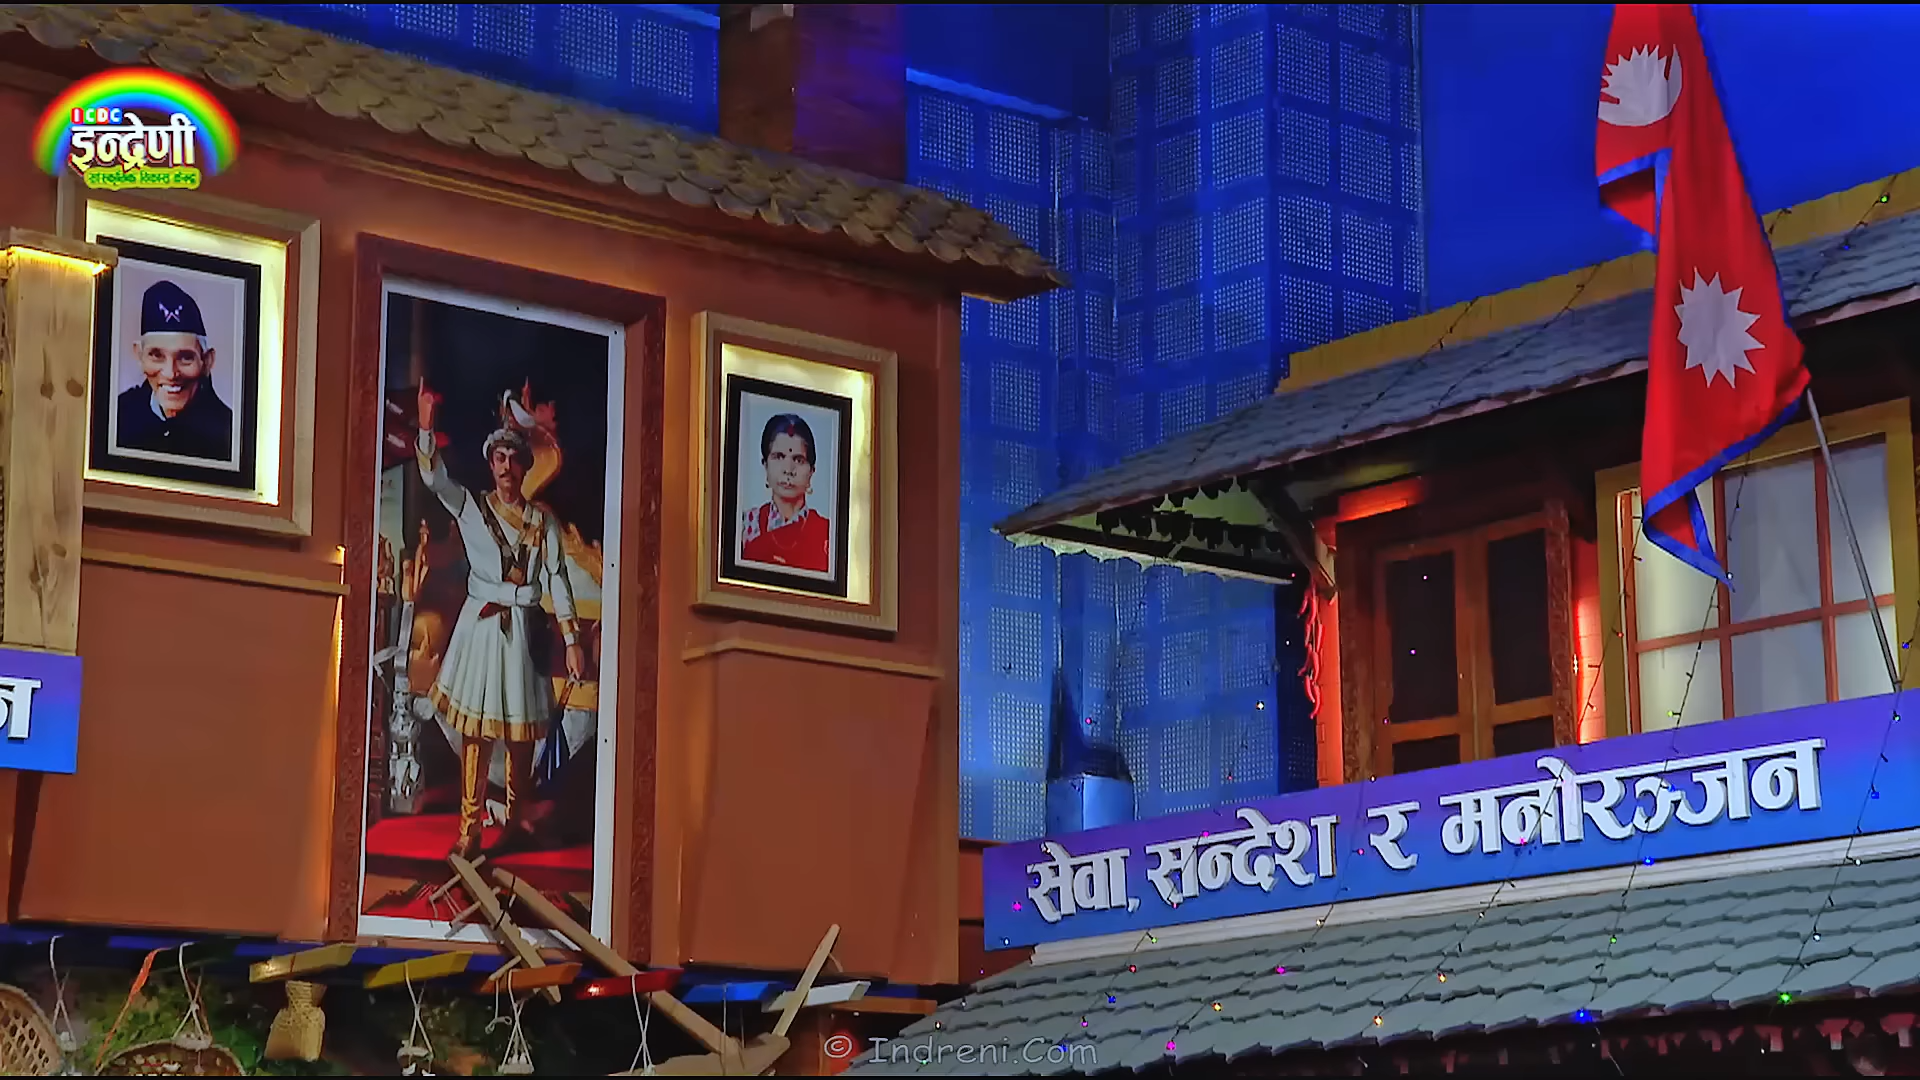 ICDC
इन्द्रेणी
सांस्कृतिक विकास केन्द्र
न
सेवा, सन्देश र मनोरञ्जन
© Indreni.Com